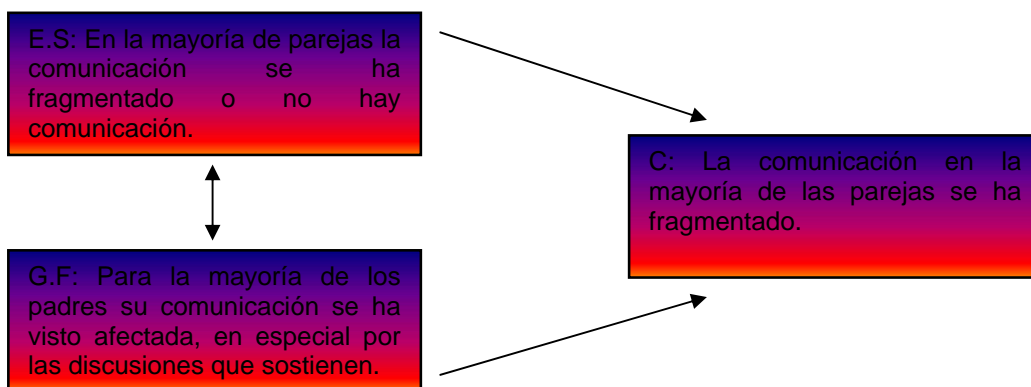 E.S: En la mayoría de parejas la
comunicación se ha
fragmentado o no hay
comunicación.
C: La comunicación en la
mayoría de las parejas se ha
fragmentado.
G.F: Para la mayoría de los
padres su comunicación se ha
visto afectada, en especial por
las discusiones que sostienen.